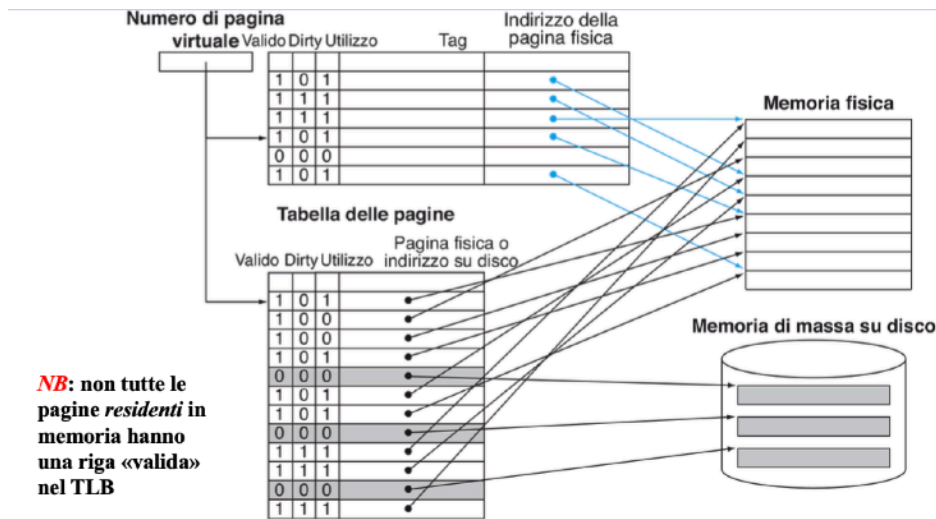 Numero di pagina
virtuale
Valido Dirty Utilizzo
Tag
Indirizzo della
pagina fisica
1 0 1
1 1 1
1 1 1
1 0 1
0 0 0
1 0 1
Memoria fisica
Tabella delle pagine
Valido Dirty Utilizzo
Pagina fisica o
indirizzo su disco
1 0 1
1 0 0
1 0 0
1 0 1
0 0 0
1 0 1
1 0 1
0 0 0
1 1 1
1 1 1
0 0 0
1 1 1
Memoria di massa su disco
NB: non tutte le
pagine residenti in
memoria hanno
una riga «valida»
nel TLB